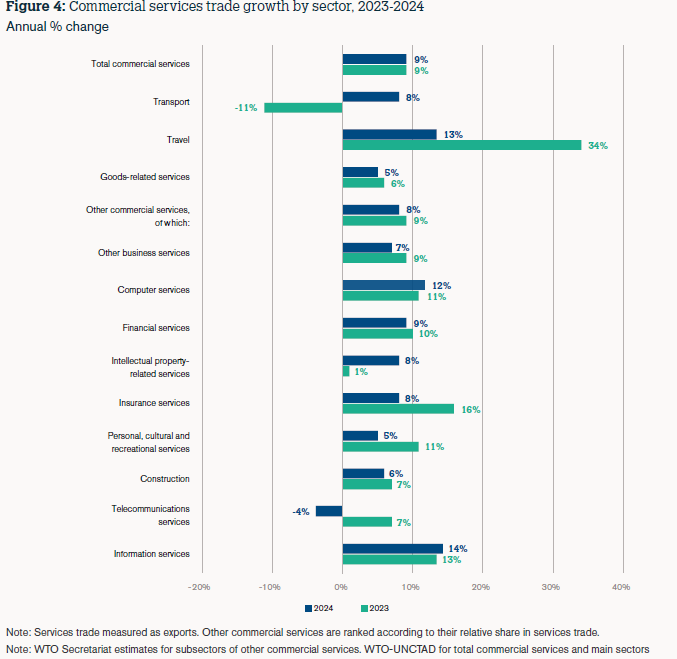 Figure 4: Commercial services trade growth by sector, 2023-2024
Annual % change
Total commercial services
9%
9%
Transport
8%
-11%
Travel
13%
34%
Goods-related services
5%
6%
Other commercial services,
of which:
8%
9%
Other business services
7%
9%
Computer services
12%
11%
Financial services
9%
10%
Intellectual property-
related services
8%
1%
Insurance services
8%
16%
Personal, cultural and
recreational services
5%
11%
Construction
6%
7%
Telecommunications
services
-4%
7%
Information services
14%
13%
-20% -10% 0% 10% 20% 30% 40%
2024 2023
Note: Services trade measured as exports. Other commercial services are ranked according to their relative share in services trade.
Note: WTO Secretariat estimates for subsectors of other commercial services. WTO-UNCTAD for total commercial services and main sectors